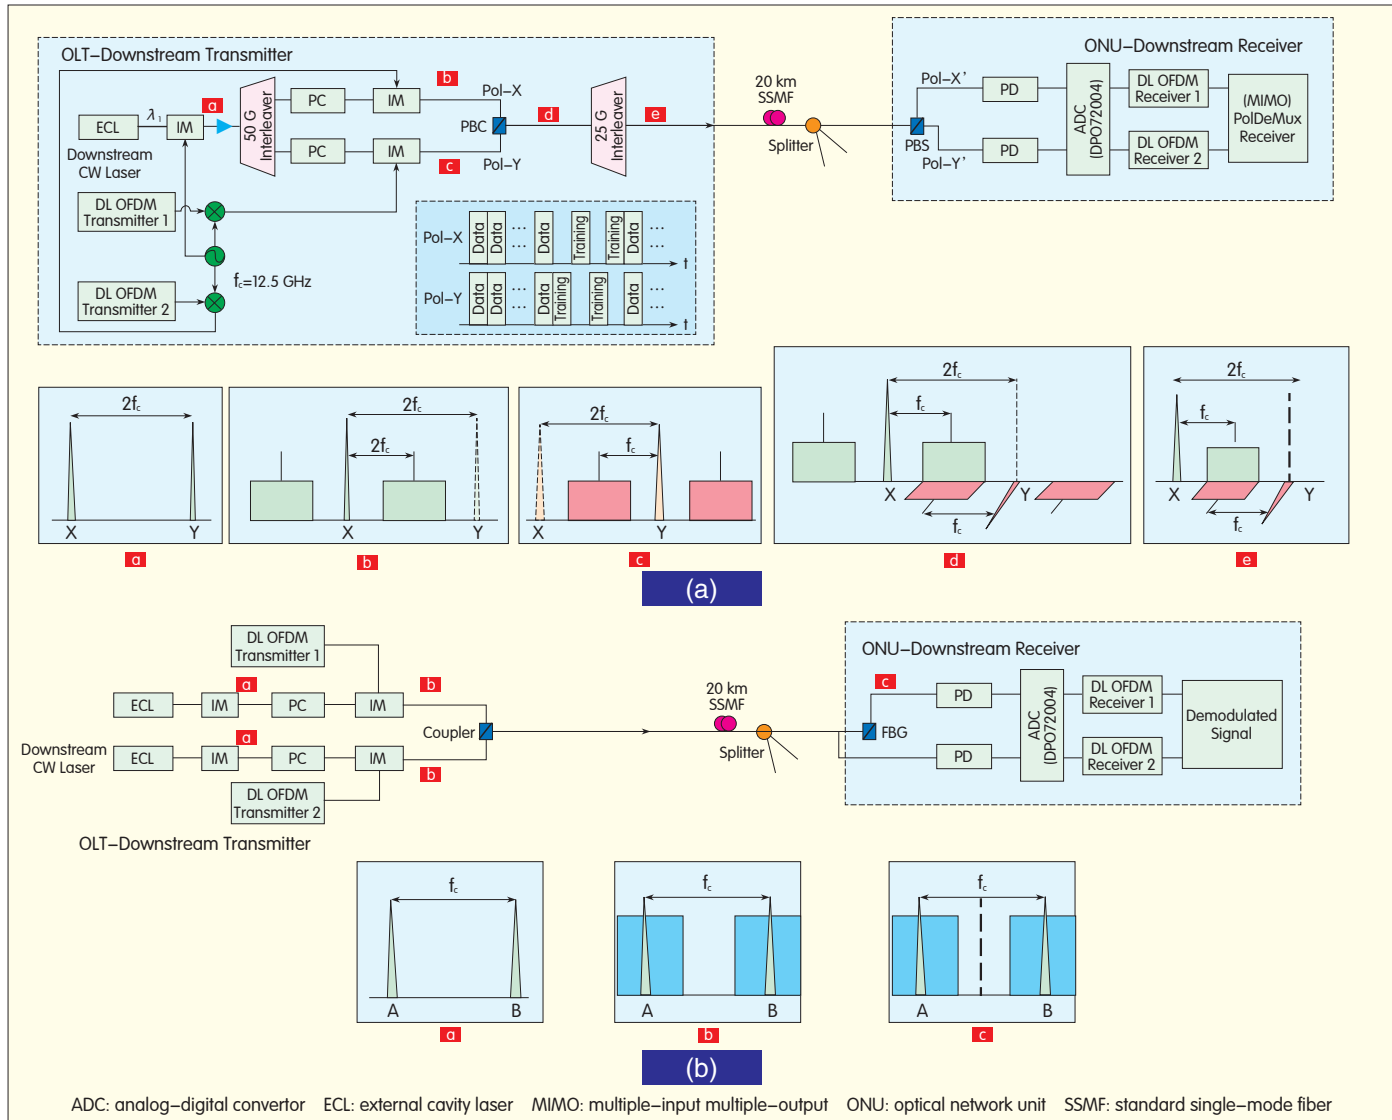 OLT-Downstream Transmitter
ONU-Downstream Receiver
a
b
ECL
λ1
IM
50 G
Interleaver
PC
IM
Pol-X
PBC
d
25 G
Interleaver
e
20 km
SSMF
Splitter
Pol-X'
PBS
Pol-Y'
PD
ADC
(DPO72004)
DL OFDM
Receiver 1
(MIMO)
PolDeMux
Receiver
PD
DL OFDM
Receiver 2
Downstream
CW Laser
PC
IM
Pol-Y
c
DL OFDM
Transmitter 1
fc=12.5 GHz
DL OFDM
Transmitter 2
Pol-X
Data
Data
...
...
Data
Training
Training
Data
...
...
t
Pol-Y
Data
Data
...
...
Data
Training
Training
Data
...
...
t
2fc
X
Y
a
2fc
2fc
X
Y
b
2fc
fc
X
Y
c
2fc
fc
X
Y
fc
d
2fc
fc
X
Y
fc
e
(a)
DL OFDM
Transmitter 1
ECL
IM
a
PC
IM
b
Downstream
CW Laser
ECL
IM
a
PC
IM
b
DL OFDM
Transmitter 2
OLT-Downstream Transmitter
Coupler
20 km
SSMF
Splitter
ONU-Downstream Receiver
c
FBG
PD
PD
ADC
(DPO72004)
DL OFDM
Receiver 1
DL OFDM
Receiver 2
Demodulated
Signal
fc
A
B
a
fc
A
B
b
fc
A
B
c
(b)
ADC: analog-digital convertor ECL: external cavity laser MIMO: multiple-input multiple-output ONU: optical network unit SSMF: standard single-mode fiber